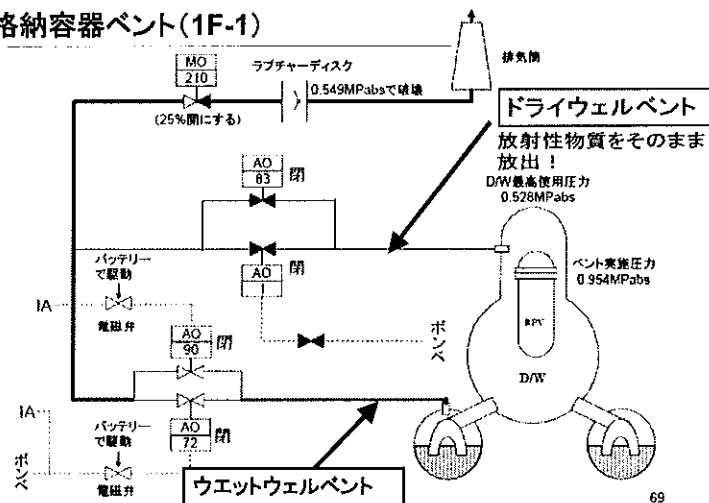 格納容器ベント(1F-1)
MO
210
(25%開にする)
ラプチャーディスク
0.549MPabsで破壊
排気筒
ドライウェルベント
放射性物質をそのまま
放出！
D/W最高使用圧力
0.528MPabs
AO
83
閉
AO
1
閉
ベント実施圧力
0.954MPabs
RPV
D/W
バッテリー
で駆動
IA
電磁弁
AO
90
閉
ボンベ
AO
72
閉
IA
バッテリー
で駆動
ボンベ
電磁弁
ウエットウェルベント
69